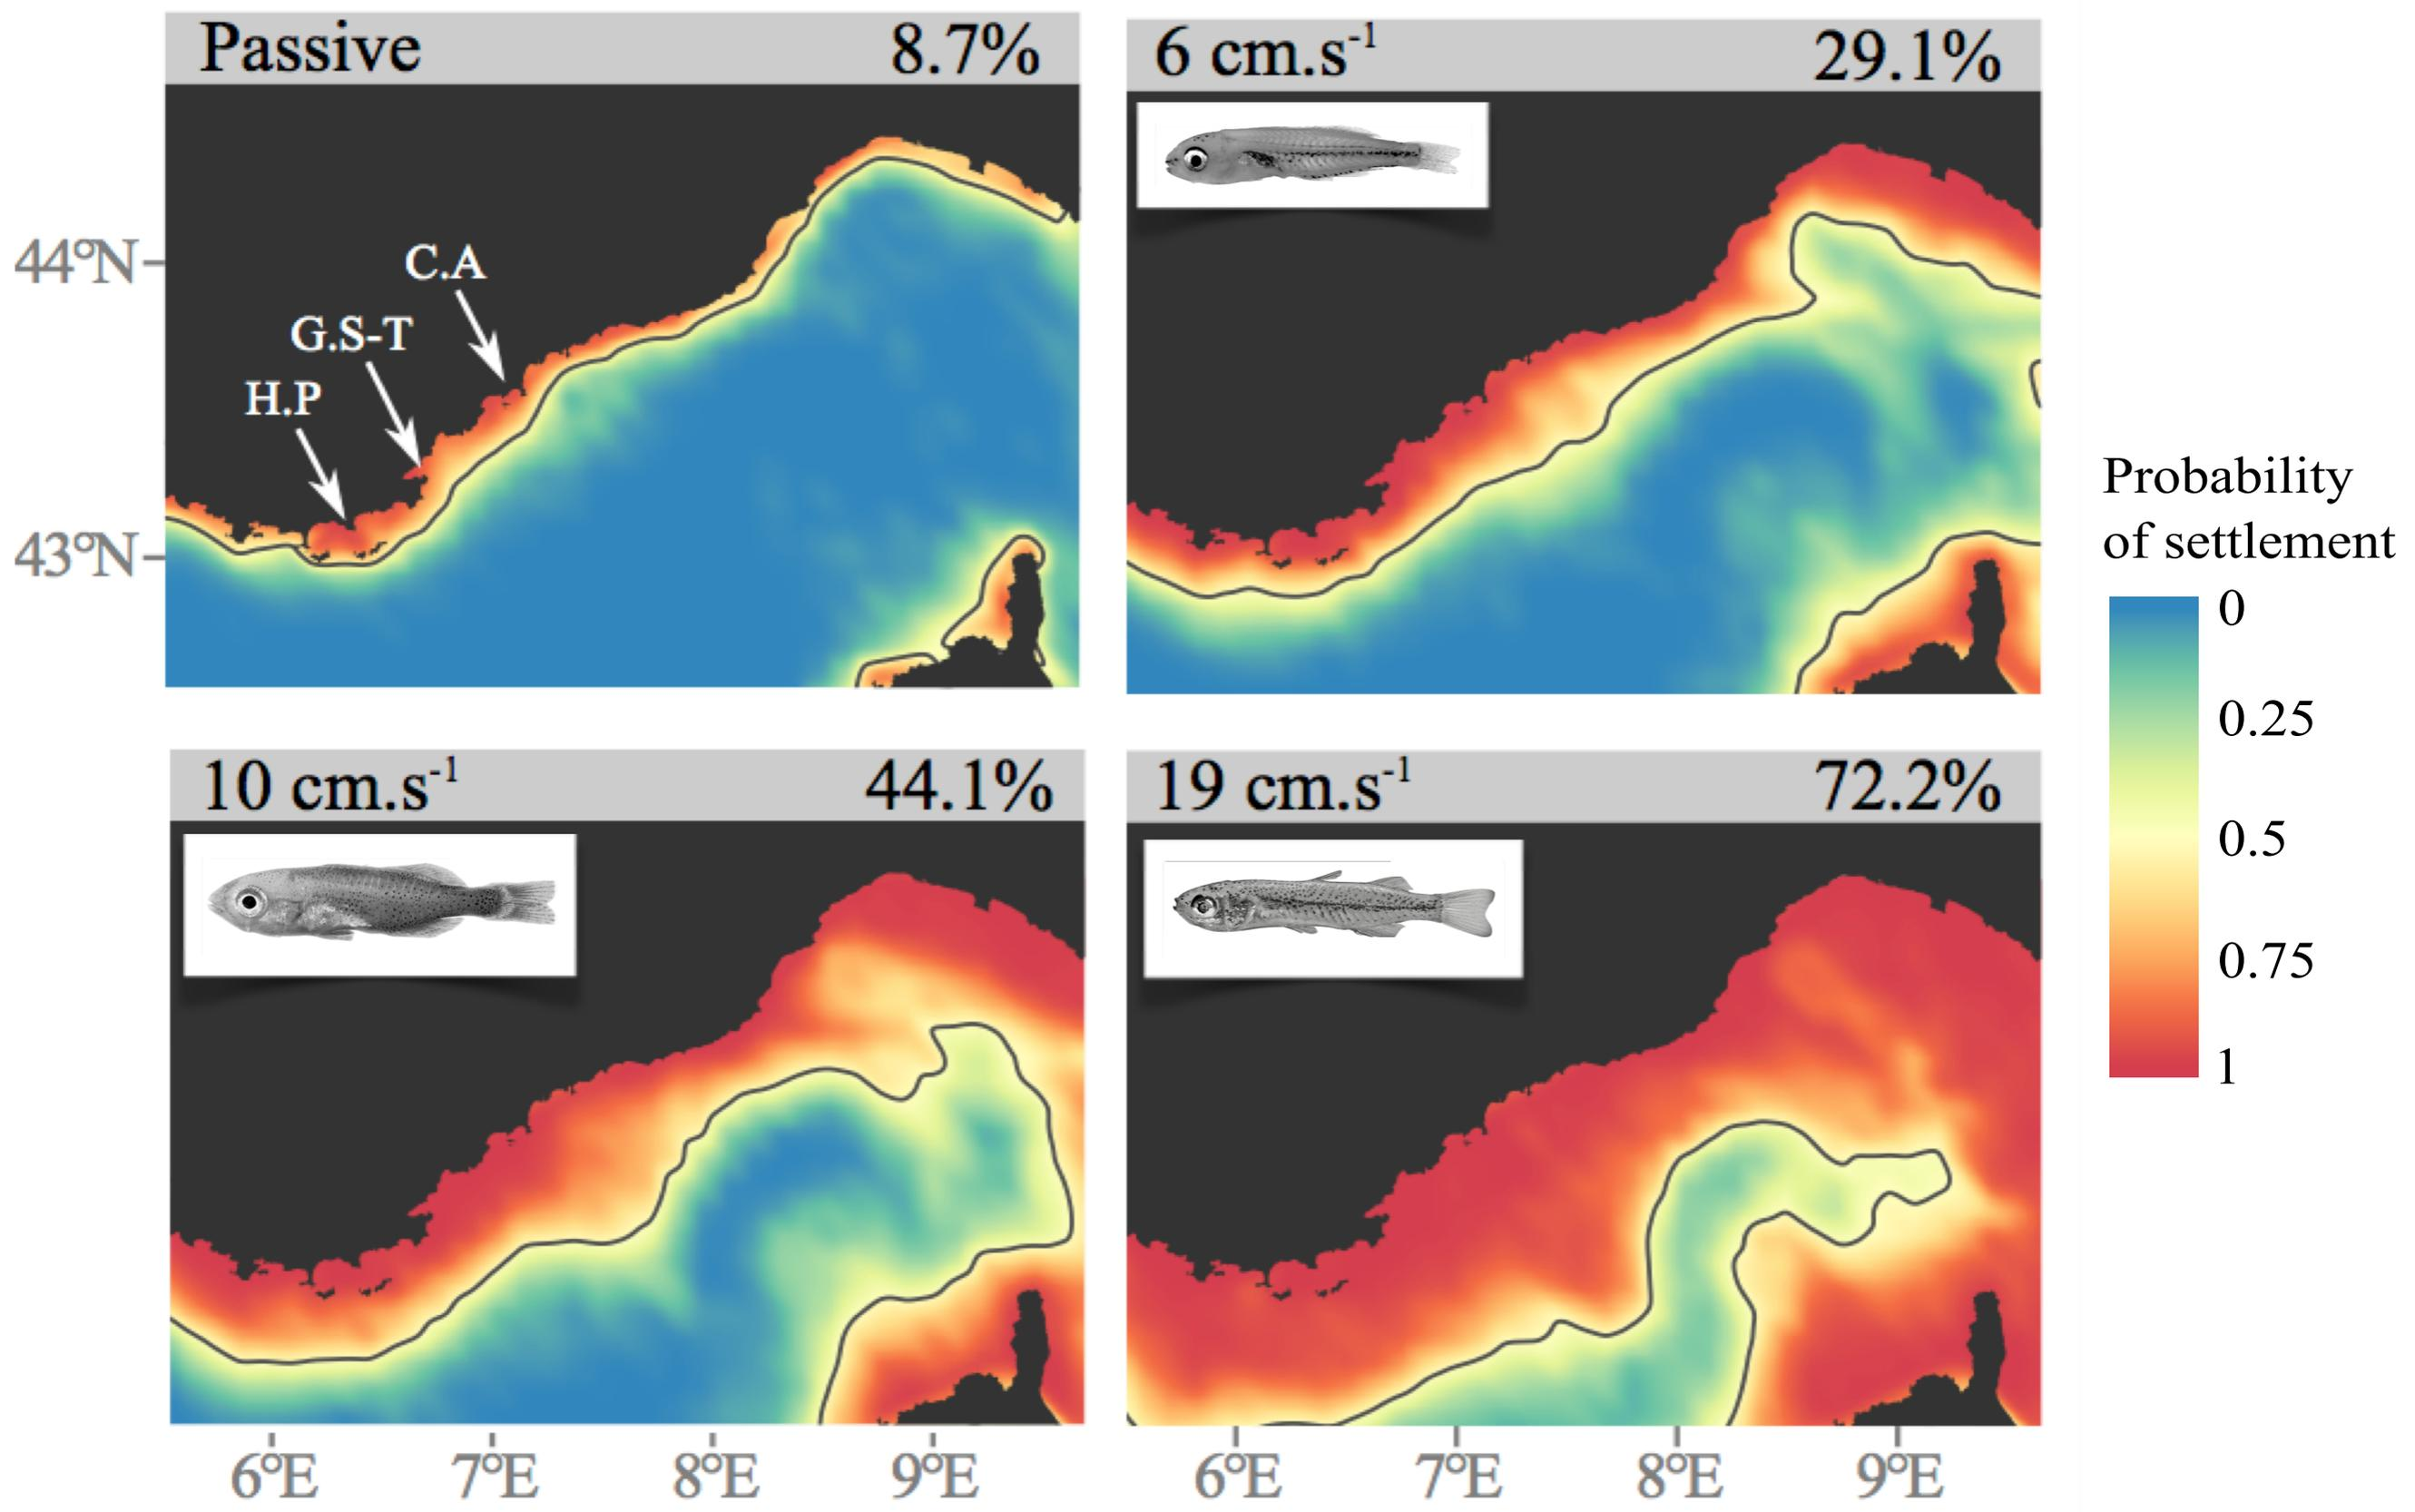 Passive 8.7%
6 cm.s-1 29.1%
C.A
44°N
G.S-T
H.P
43°N
Probability
of settlement
0
0.25
0.5
0.75
1
10 cm.s-1 44.1%
19 cm.s-1 72.2%
6°E 7°E 8°E 9°E
6°E 7°E 8°E 9°E